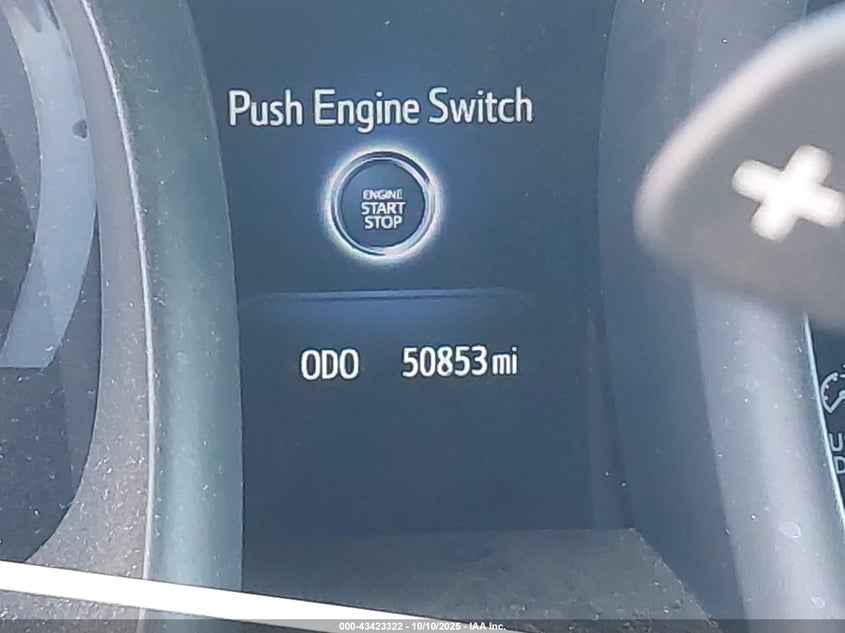 Push Engine Switch
ENGINE
START
STOP
ODO 50853 mi
000-43423322 - 10/10/2025 - IAA Inc.